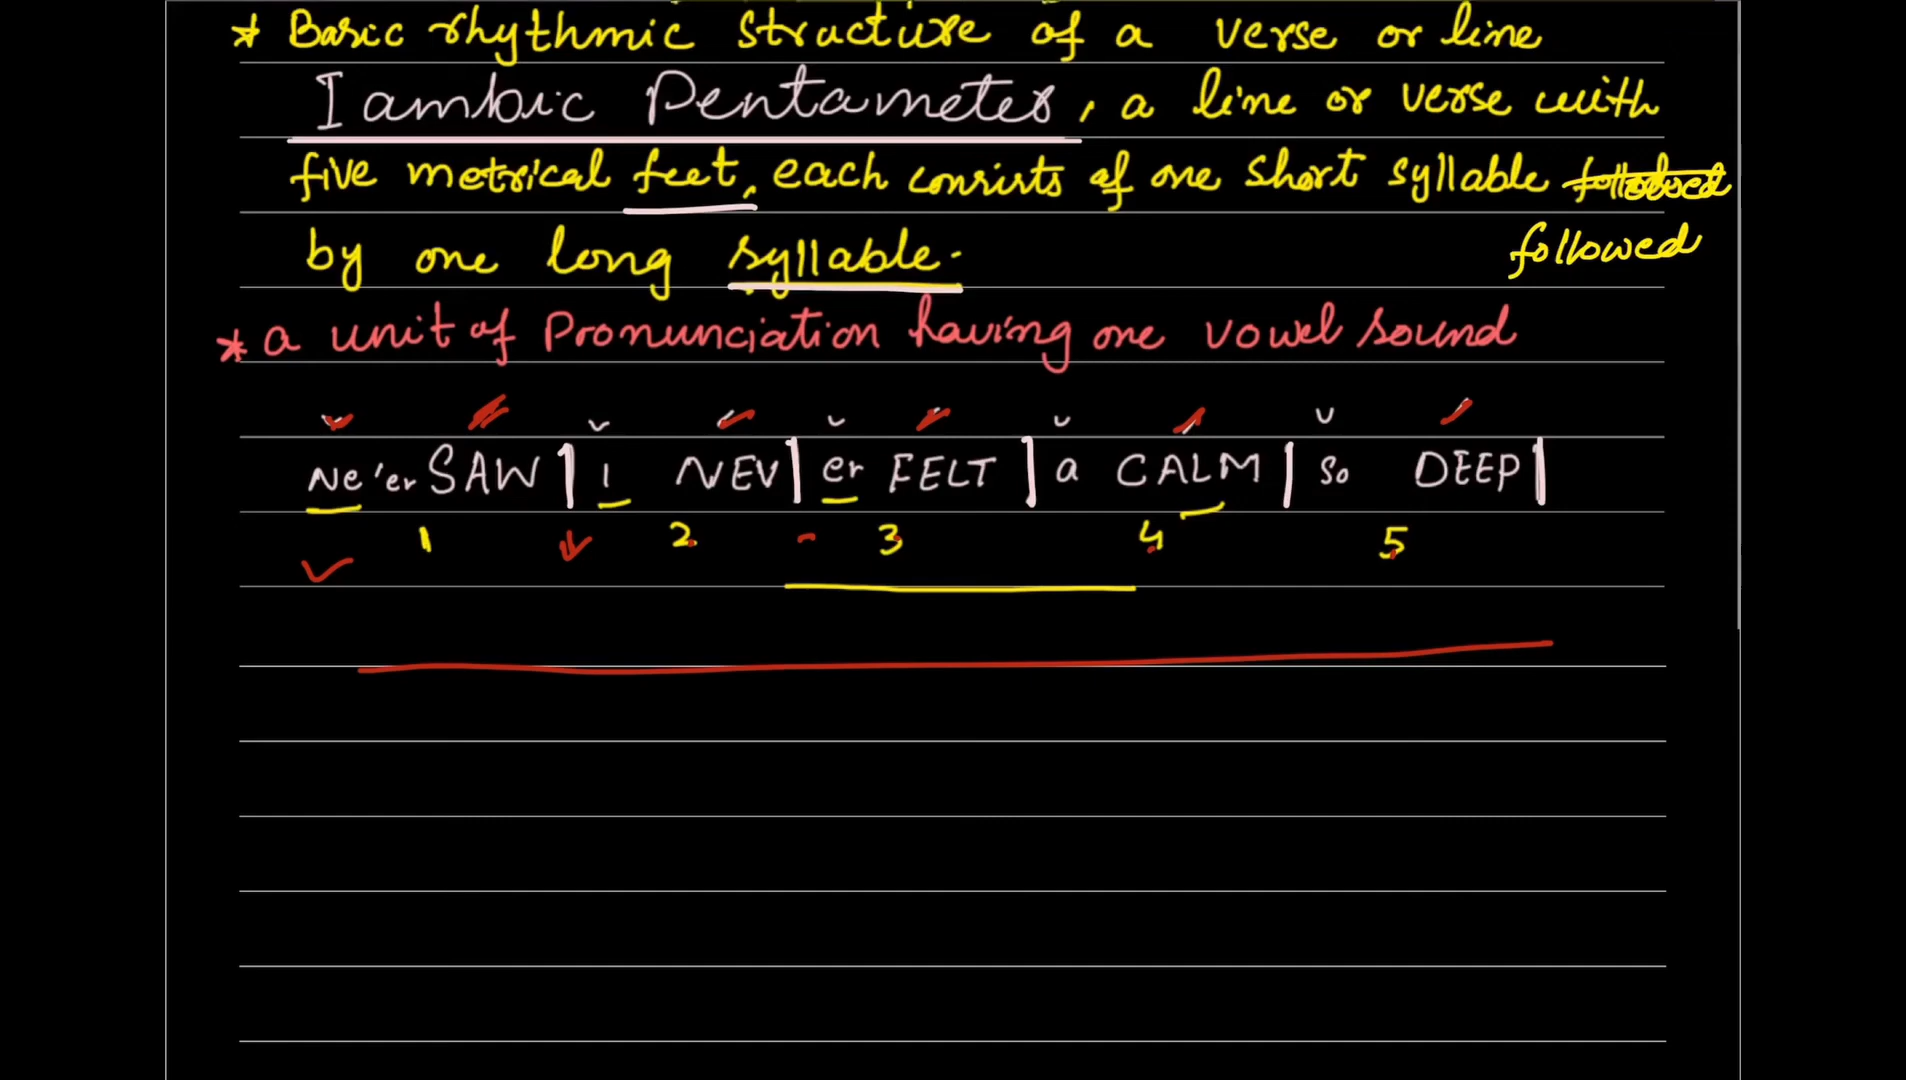 * Basic rhythmic structure of a verse or line
Iambic Pentameter, a line or verse with
five metrical feet, each consists of one short syllable followed
by one long syllable. followed
* a unit of Pronunciation having one vowel sound
Ne'er SAW | I NEV | er FELT | a CALM | so DEEP |
1 2 3 4 5